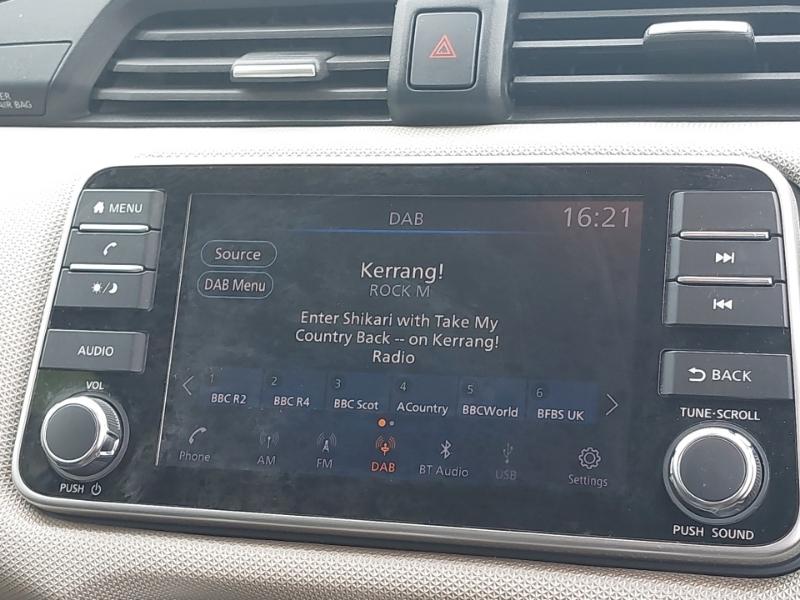 AIR BAG
MENU
AUDIO
VOL
PUSH
DAB
16:21
Source
DAB Menu
Kerrang!
ROCK M
Enter Shikari with Take My
Country Back -- on Kerrang!
Radio
1 2 3 4 5 6
BBC R2 BBC R4 BBC Scot ACountry BBCWorld BFBS UK
Phone AM FM DAB BT Audio USB Settings
BACK
TUNE·SCROLL
PUSH SOUND